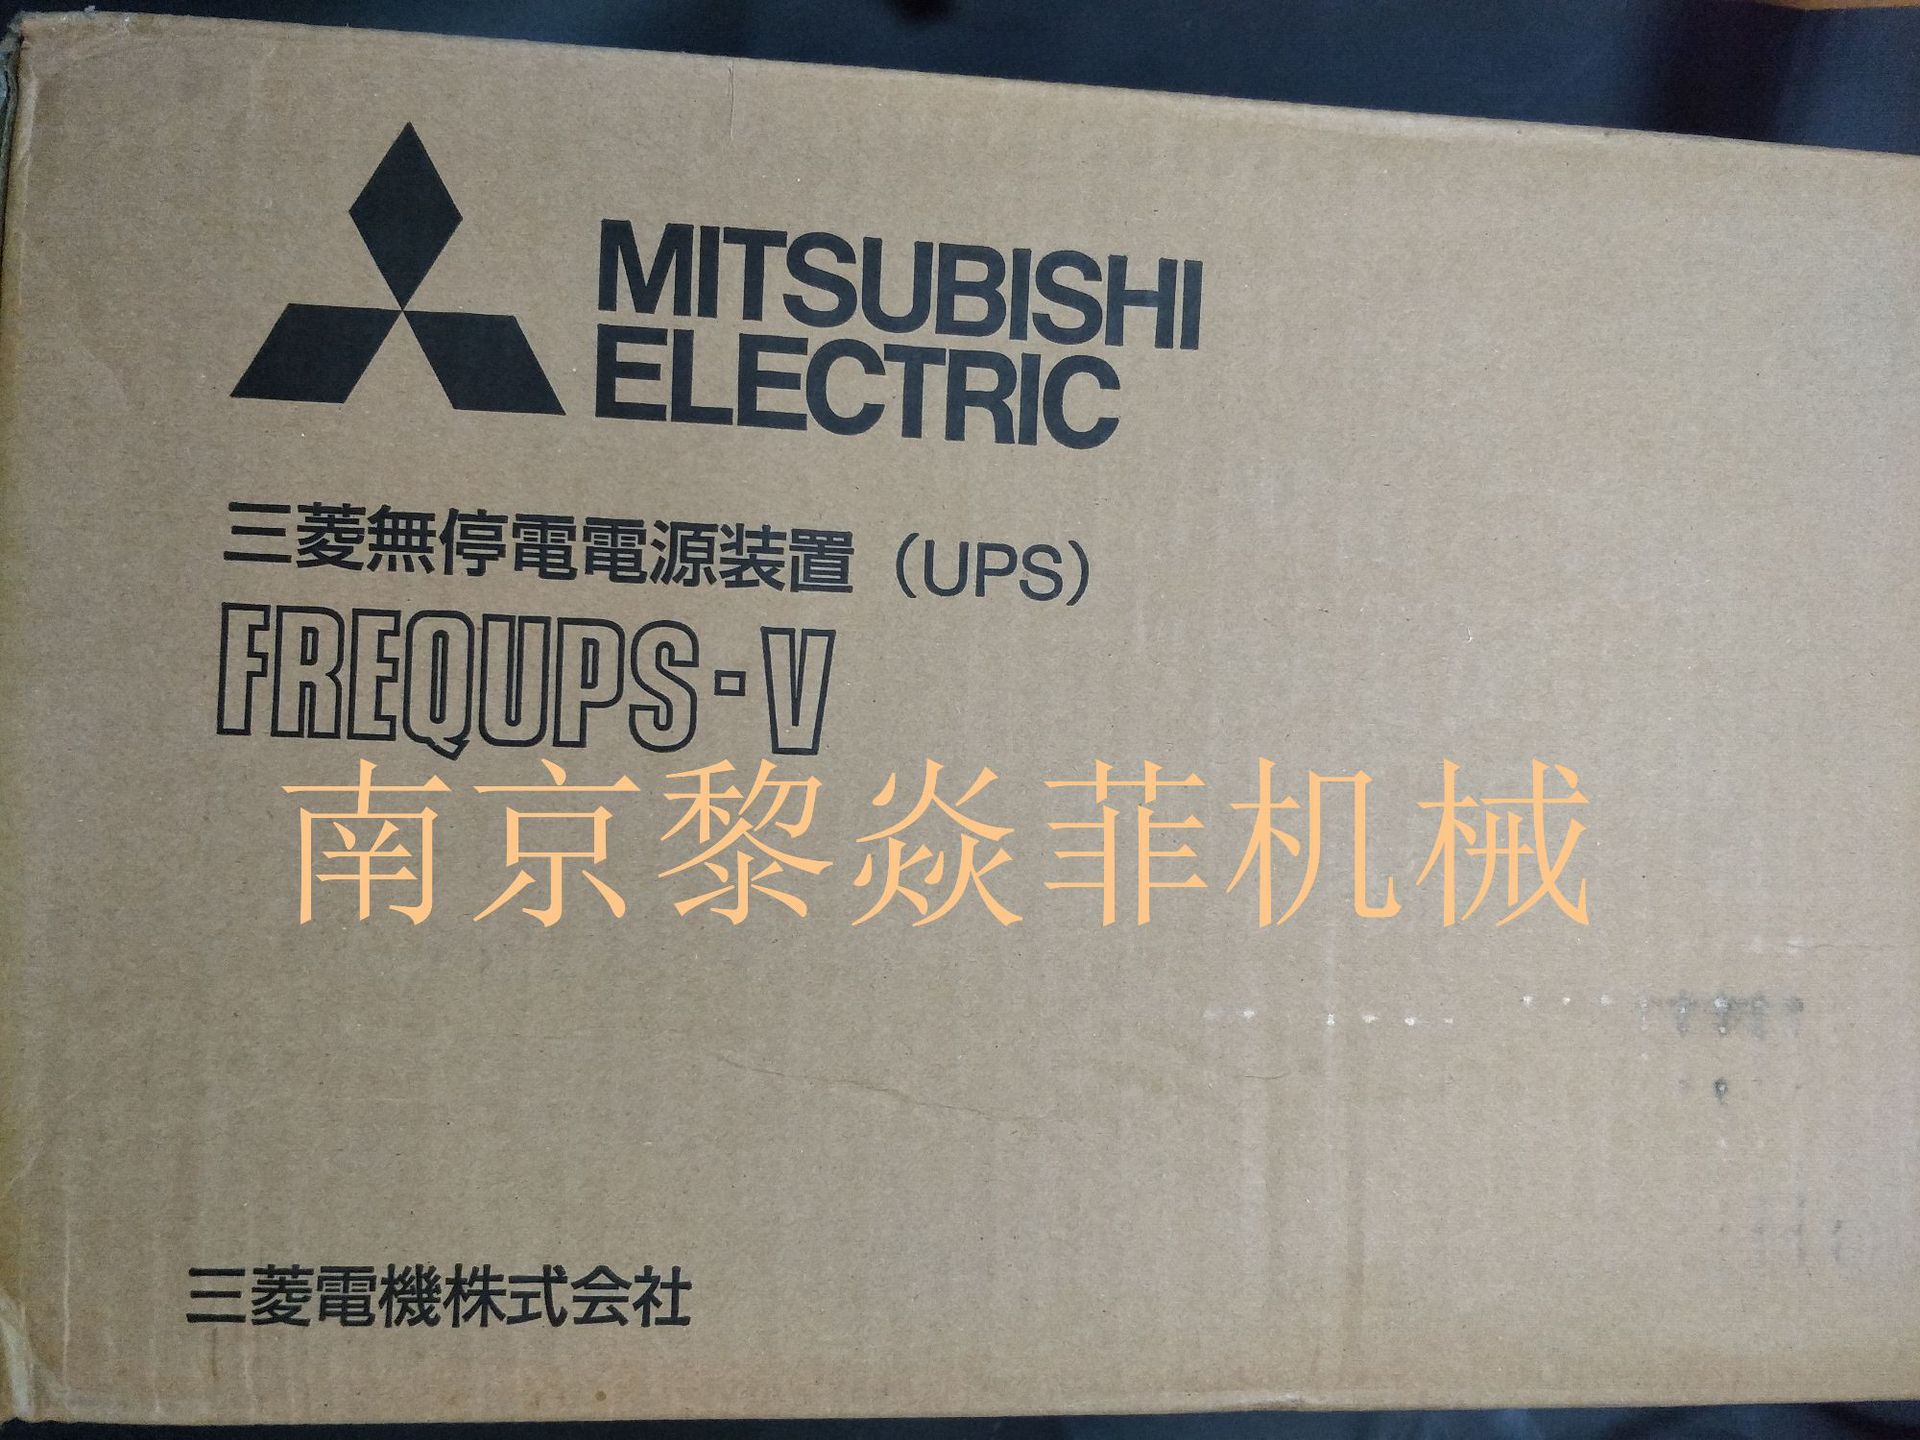 MITSUBISHI
ELECTRIC
三菱無停電電源装置（UPS）
FREQUPS-V
南京黎焱菲机械
三菱電機株式会社